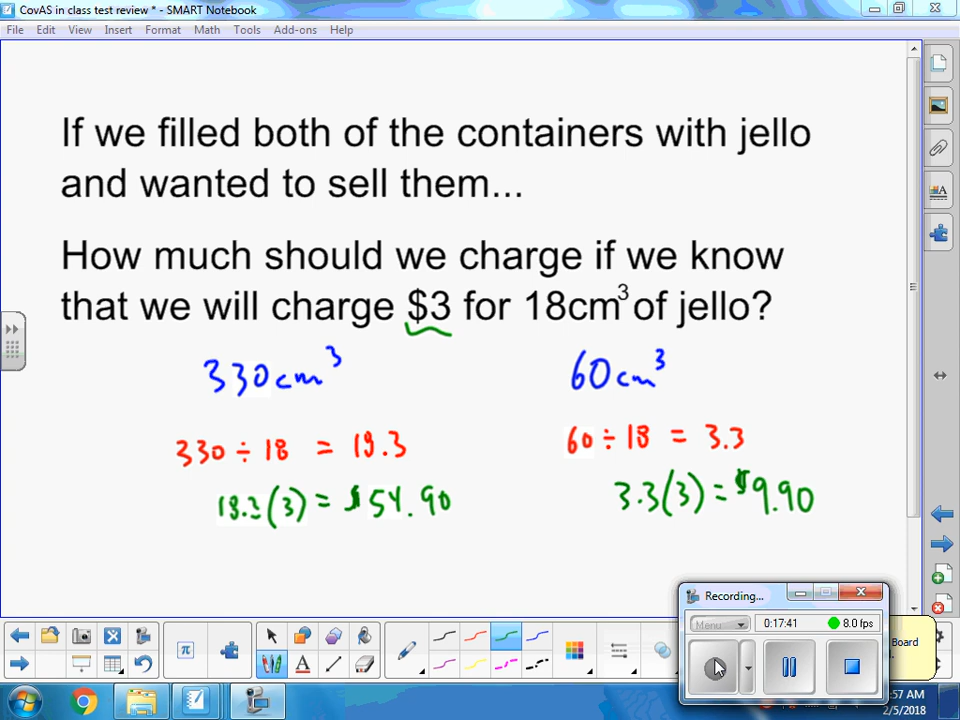 CovAS in class test review * - SMART Notebook
File Edit View Insert Format Math Tools Add-ons Help
If we filled both of the containers with jello
and wanted to sell them...
How much should we charge if we know
that we will charge $3 for 18cm³ of jello?
330cm³ 60cm³
330 ÷ 18 = 18.3 60 ÷ 18 = 3.3
18.3(3) = $54.90 3.3(3) = $9.90
Recording...
Menu 0:17:41 8.0 fps
Board
:57 AM
2/5/2018